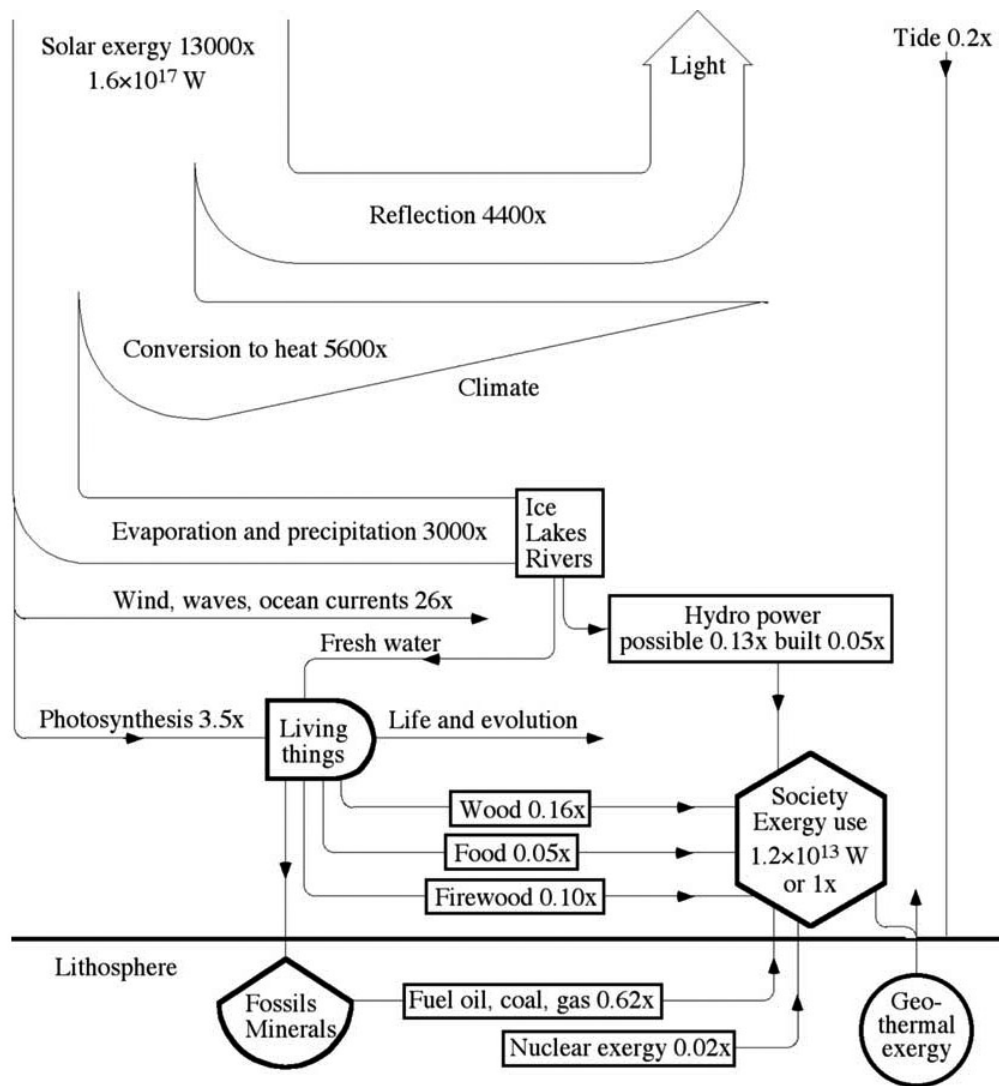 Solar exergy 13000x
1.6×10¹⁷ W
Light
Tide 0.2x
Reflection 4400x
Conversion to heat 5600x
Climate
Evaporation and precipitation 3000x
Ice
Lakes
Rivers
Wind, waves, ocean currents 26x
Hydro power
possible 0.13x built 0.05x
Fresh water
Photosynthesis 3.5x
Living
things
Life and evolution
Wood 0.16x
Food 0.05x
Firewood 0.10x
Society
Exergy use
1.2×10¹³ W
or 1x
Lithosphere
Fossils
Minerals
Fuel oil, coal, gas 0.62x
Nuclear exergy 0.02x
Geo-
thermal
exergy